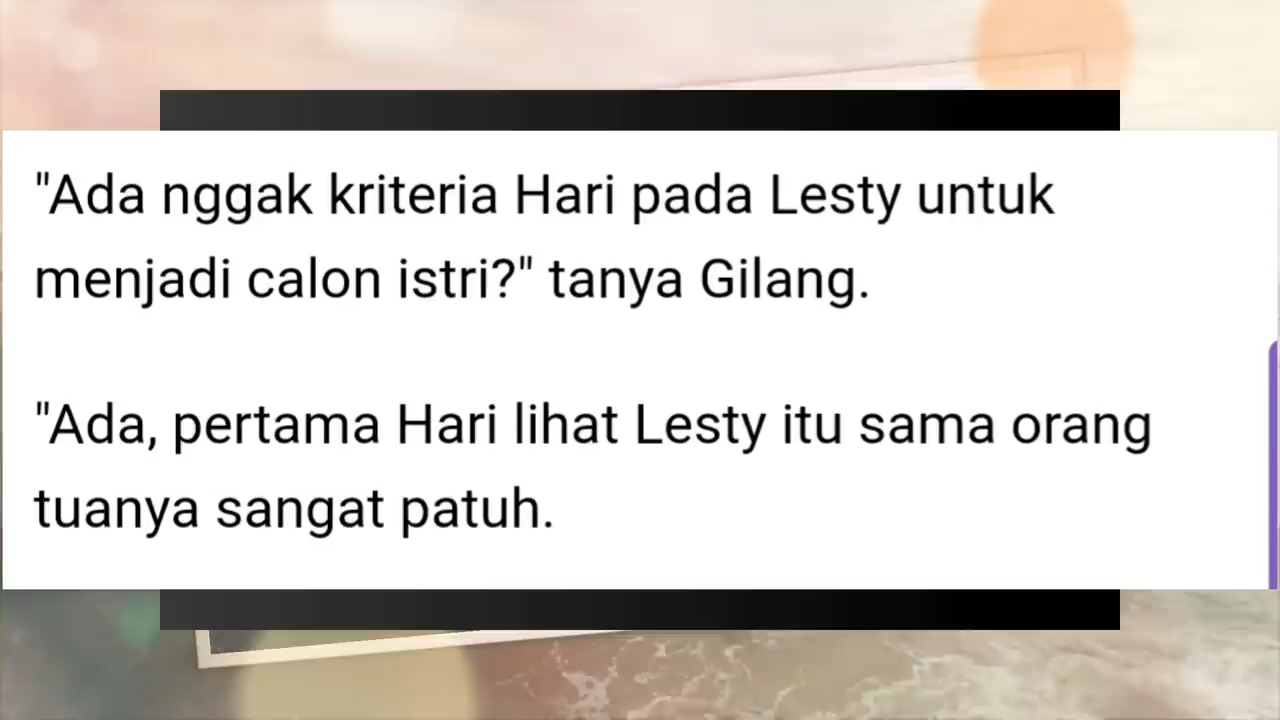 "Ada nggak kriteria Hari pada Lesty untuk
menjadi calon istri?" tanya Gilang.
"Ada, pertama Hari lihat Lesty itu sama orang
tuanya sangat patuh.